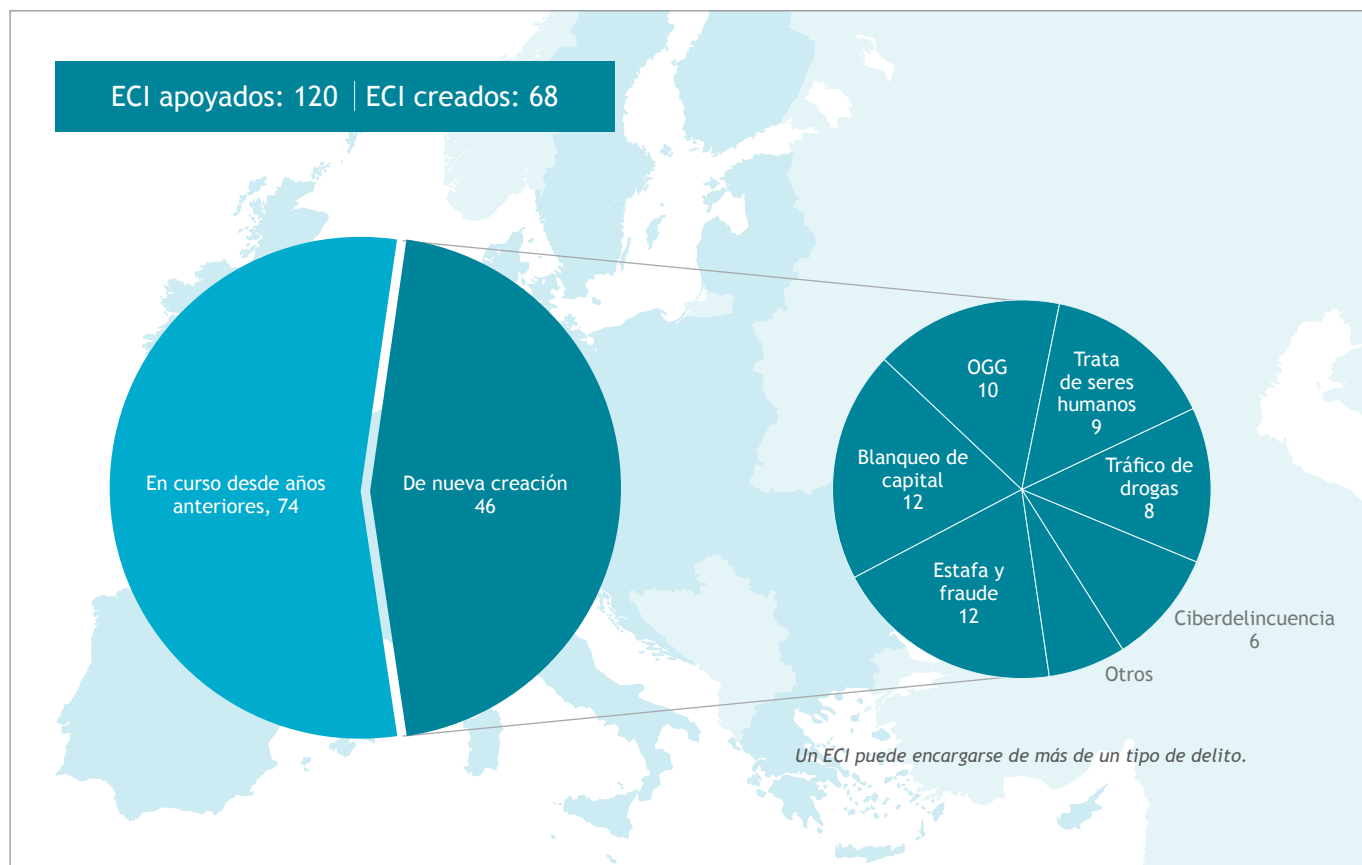 ECI apoyados: 120 | ECI creados: 68
En curso desde años
anteriores, 74
De nueva creación
46
OGG
10
Trata
de seres
humanos
9
Blanqueo de
capital
12
Tráfico de
drogas
8
Estafa y
fraude
12
Ciberdelincuencia
6
Otros
Un ECI puede encargarse de más de un tipo de delito.